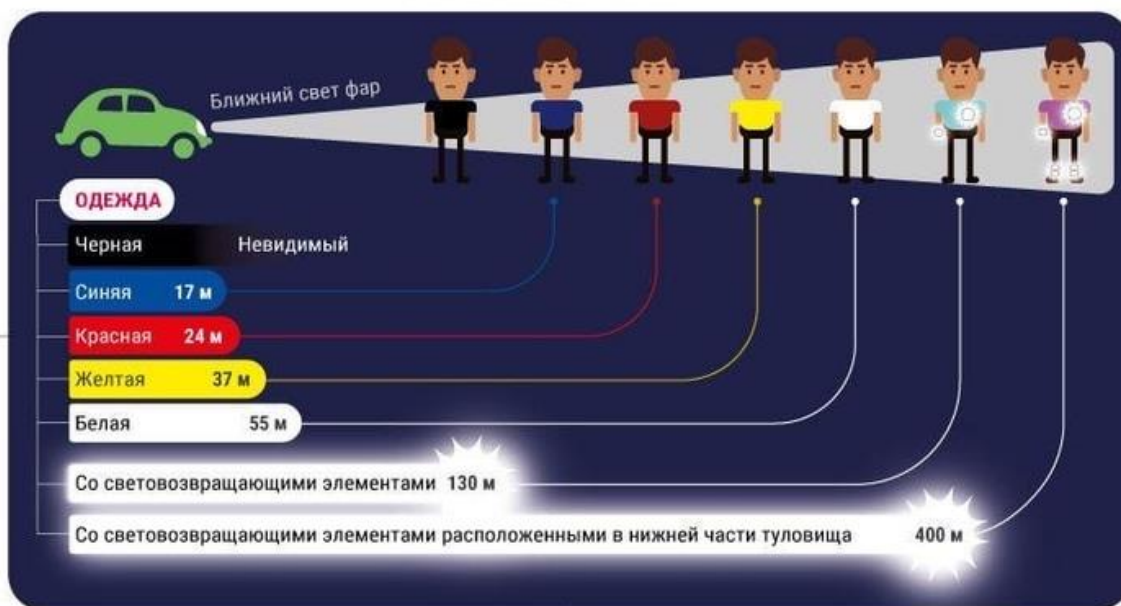 Ближний свет фар
ОДЕЖДА
Черная Невидимый
Синяя 17 м
Красная 24 м
Желтая 37 м
Белая 55 м
Со световозвращающими элементами 130 м
Со световозвращающими элементами расположенными в нижней части туловища 400 м